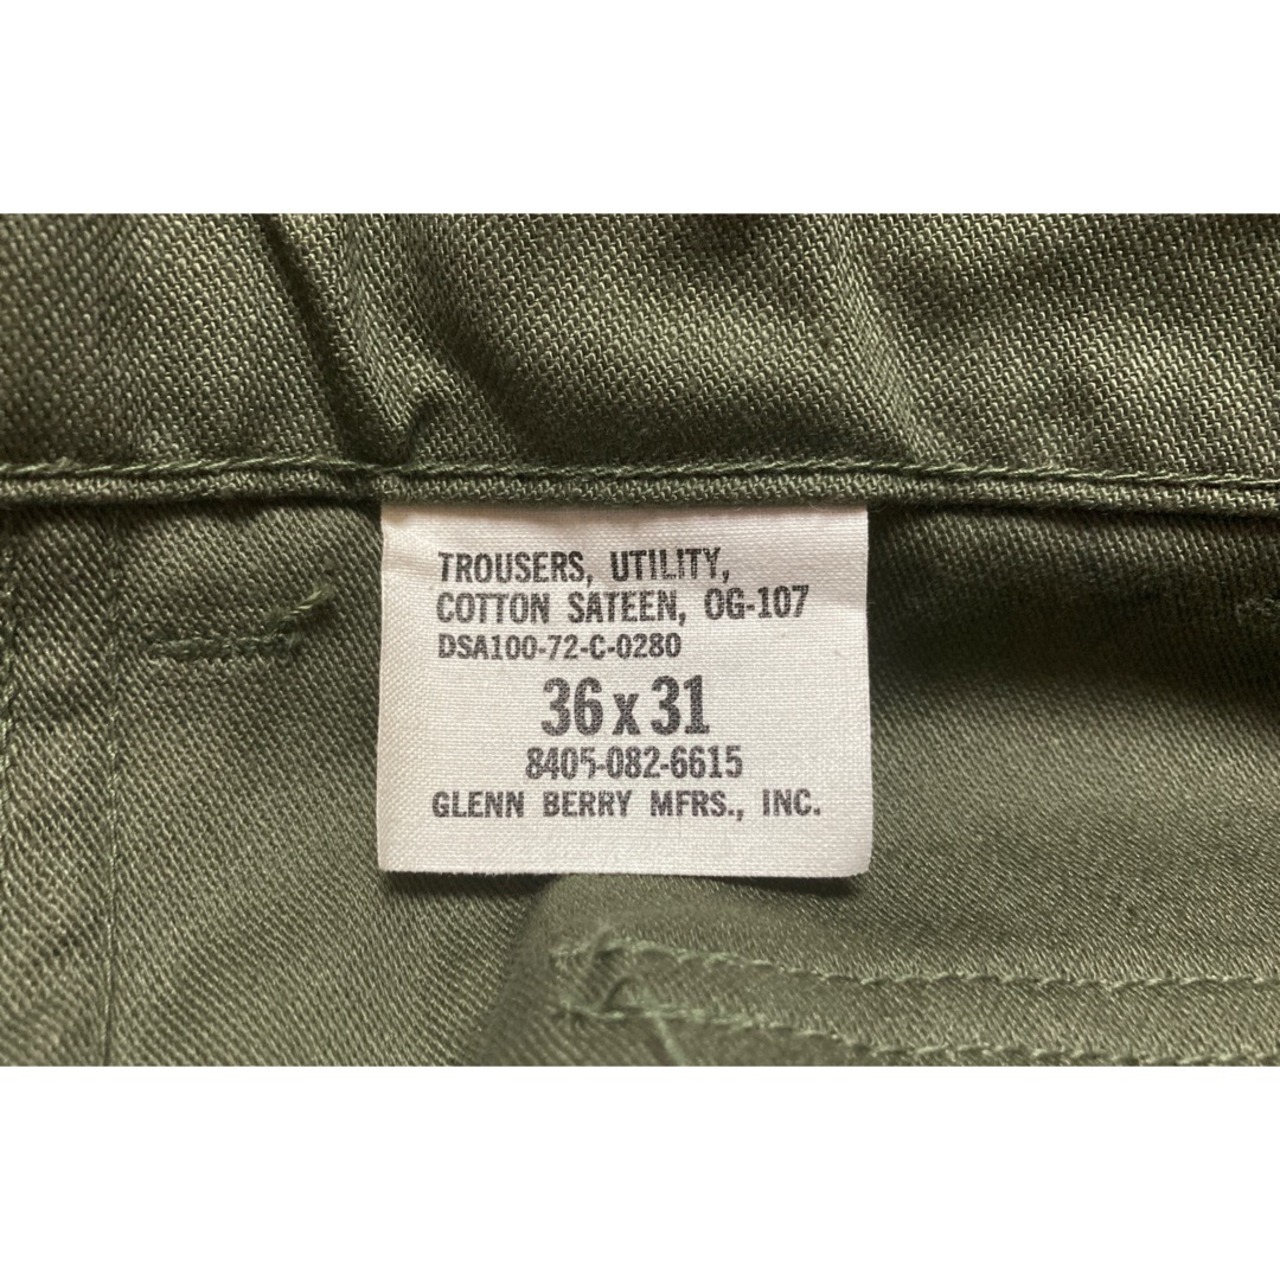 TROUSERS, UTILITY,
COTTON SATEEN, OG-107
DSA100-72-C-0280
36 x 31
8405-082-6615
GLENN BERRY MFRS., INC.